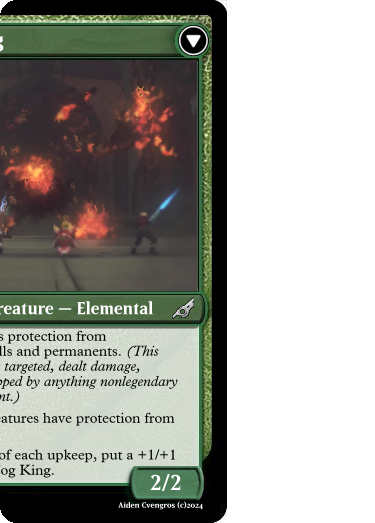 g
reature — Elemental
s protection from
lls and permanents. (This
targeted, dealt damage,
pped by anything nonlegendary
nt.)
eatures have protection from
of each upkeep, put a +1/+1
og King.
2/2
Aiden Cvengros (c)2024